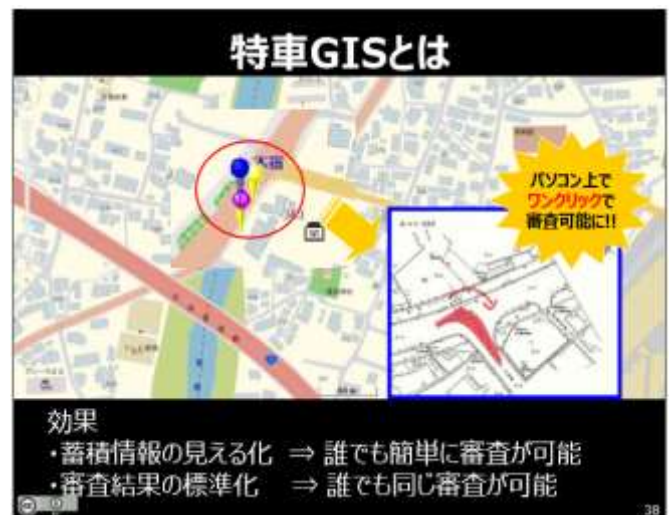 特車GISとは
大橋
パソコン上で
ワンクリックで
審査可能に!!
効果
・蓄積情報の見える化 ⇒ 誰でも簡単に審査が可能
・審査結果の標準化 ⇒ 誰でも同じ審査が可能
38